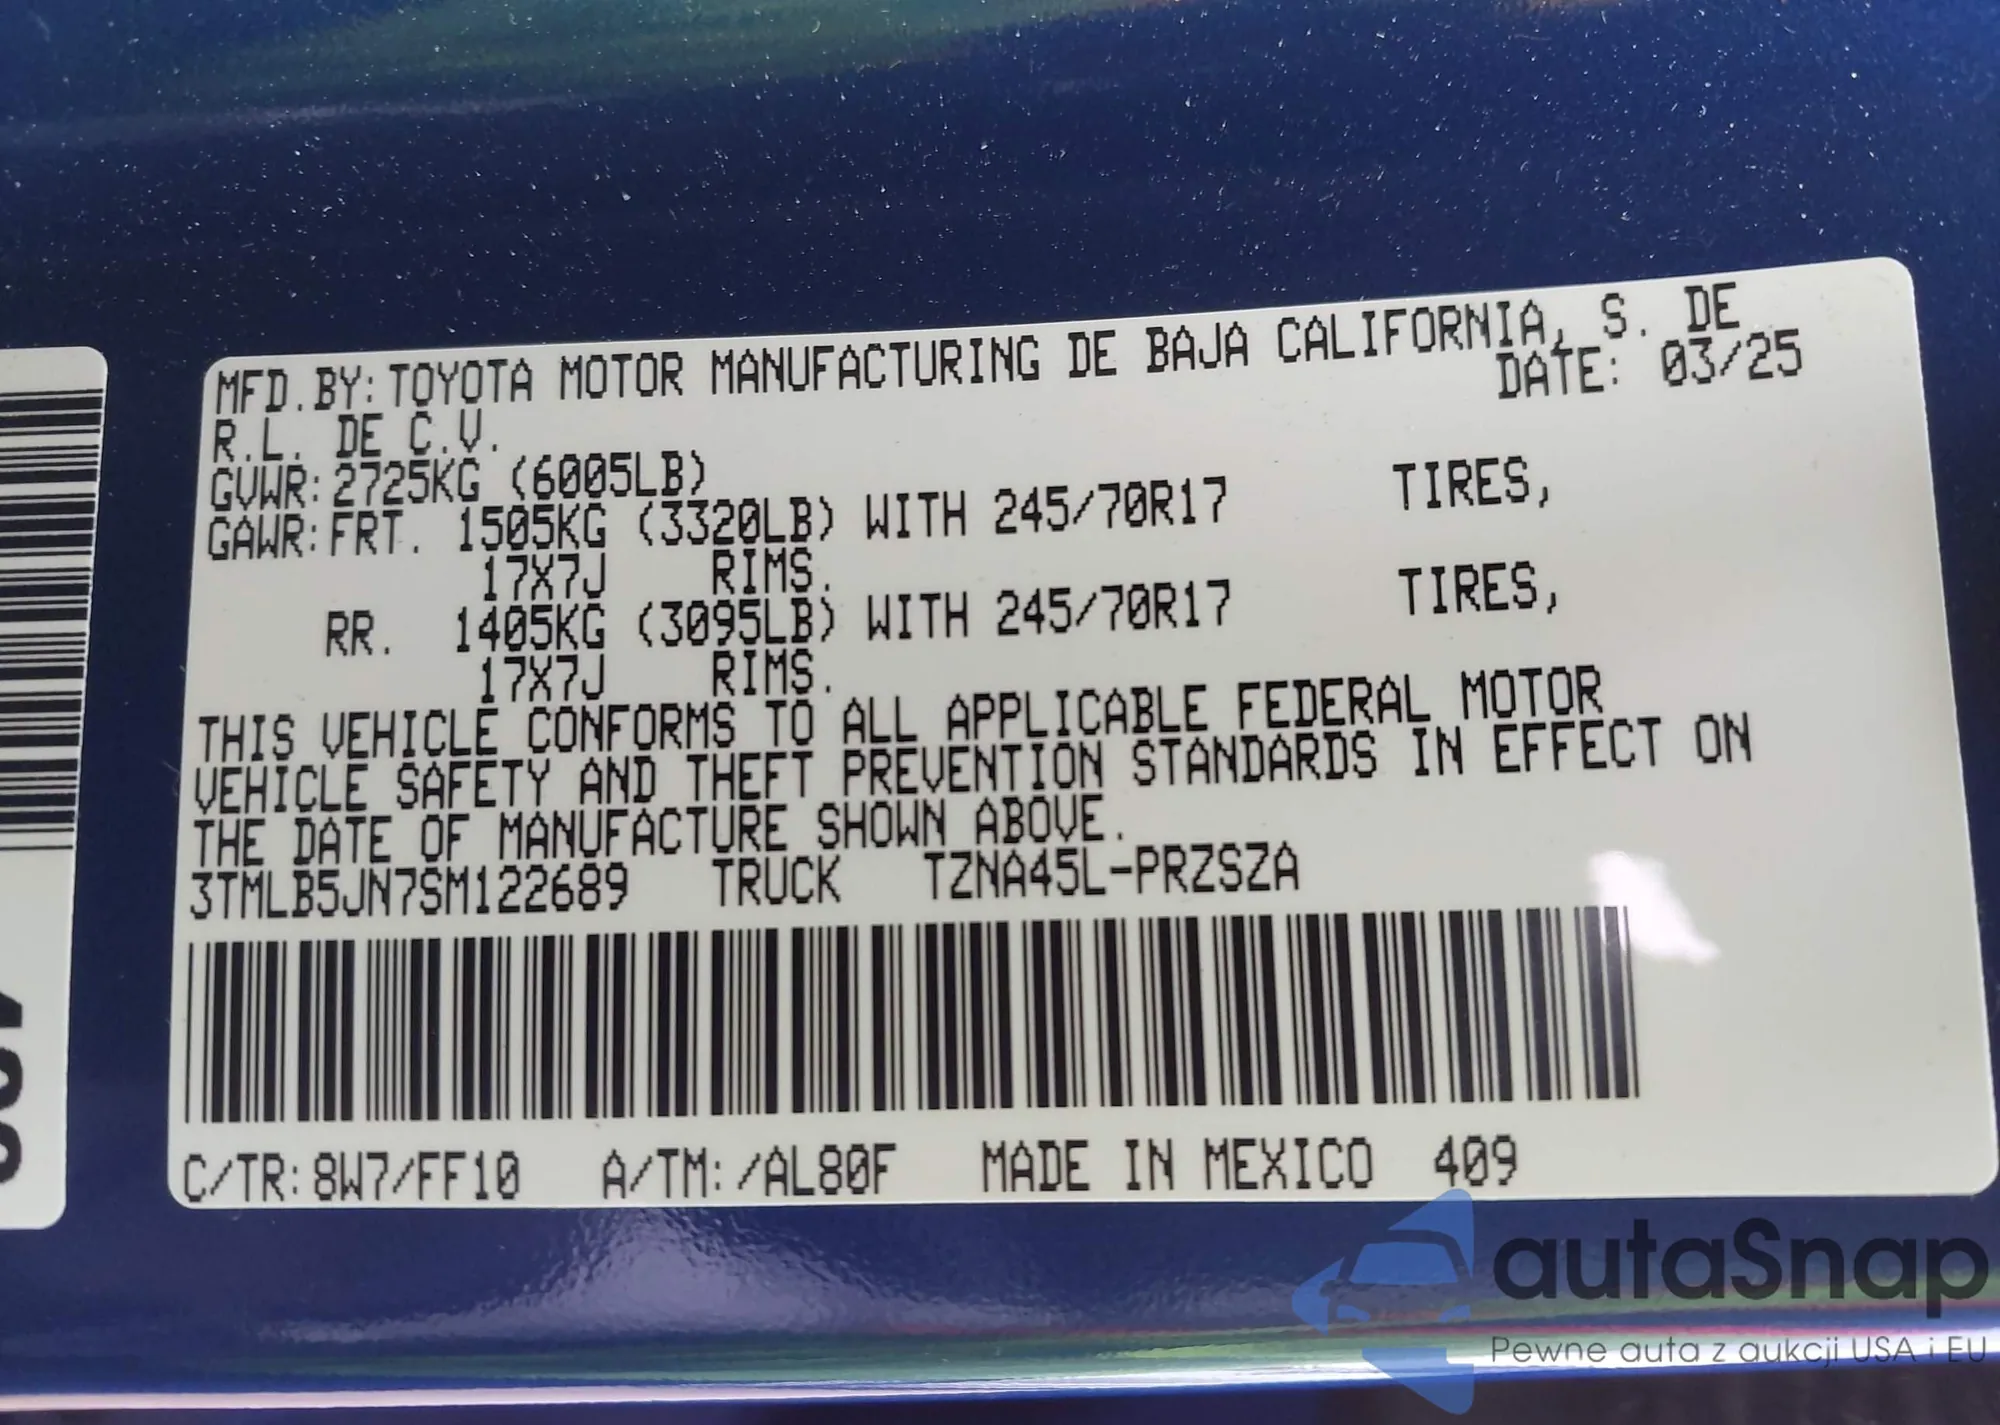 MFD.BY:TOYOTA MOTOR MANUFACTURING DE BAJA CALIFORNIA, S. DE
R.L. DE C.V. DATE: 03/25
GVWR:2725KG (6005LB)
GAWR:FRT. 1505KG (3320LB) WITH 245/70R17 TIRES,
17X7J RIMS.
RR. 1405KG (3095LB) WITH 245/70R17 TIRES,
17X7J RIMS.
THIS VEHICLE CONFORMS TO ALL APPLICABLE FEDERAL MOTOR
VEHICLE SAFETY AND THEFT PREVENTION STANDARDS IN EFFECT ON
THE DATE OF MANUFACTURE SHOWN ABOVE.
3TMLB5JN7SM122689 TRUCK TZNA45L-PRZSZA
C/TR:8W7/FF10 A/TM:/AL80F MADE IN MEXICO 409
autaSnap
Pewne auta z aukcji USA i EU